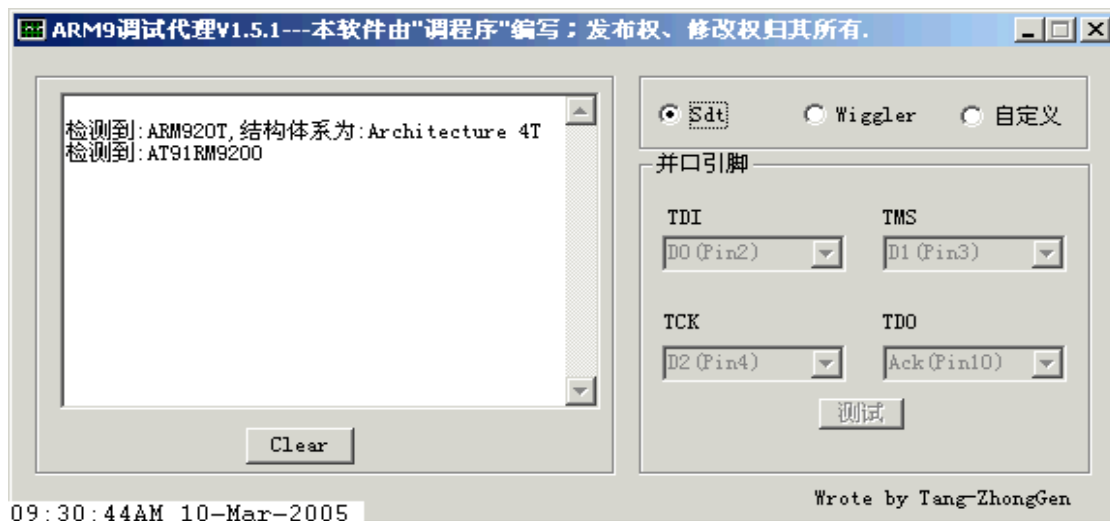 ARM9调试代理V1.5.1---本软件由"调程序"编写；发布权、修改权归其所有.
检测到:ARM920T,结构体系为:Architecture 4T
检测到:AT91RM9200
Clear
Sdt
Wiggler
自定义
并口引脚
TDI
TMS
D0(Pin2)
D1(Pin3)
TCK
TDO
D2(Pin4)
Ack(Pin10)
测试
Wrote by Tang-ZhongGen
09:30:44AM 10-Mar-2005